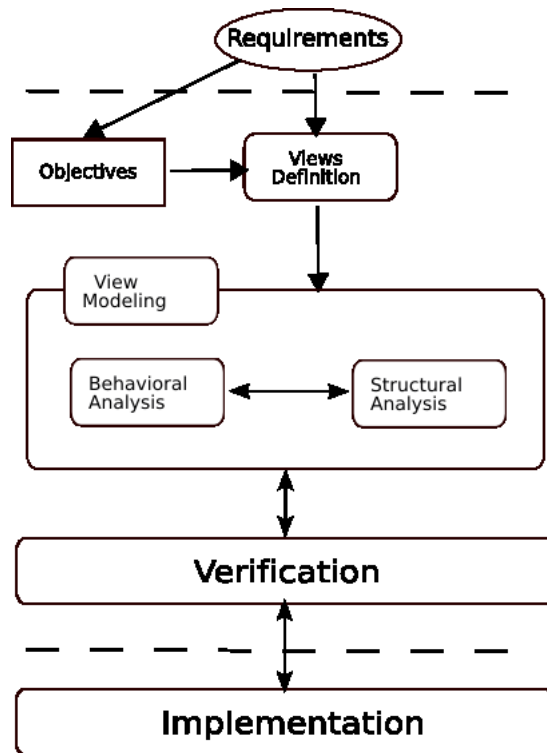 Requirements
Objectives
Views
Definition
View
Modeling
Behavioral
Analysis
Structural
Analysis
Verification
Implementation